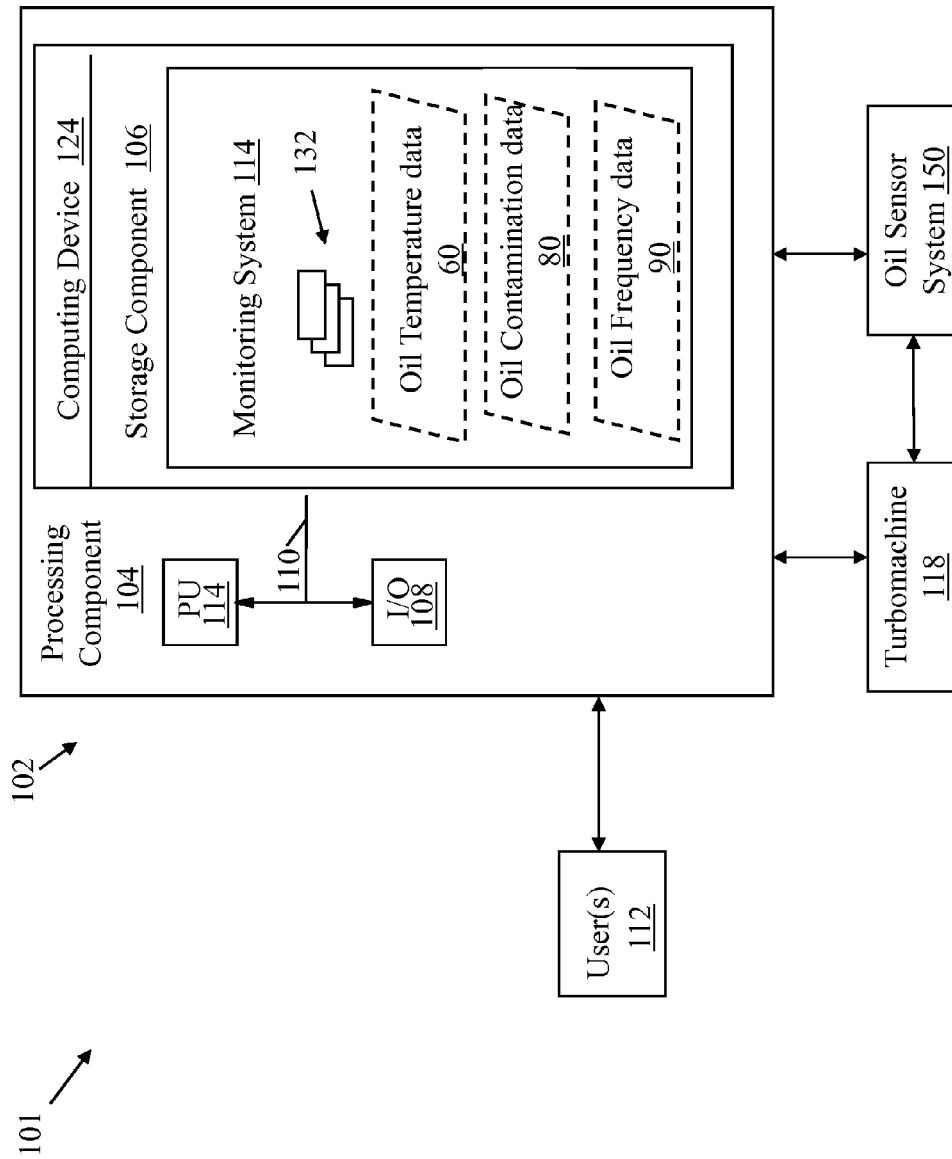 101
102
Processing
Component
104
PU
114
110
I/O
108
Computing Device 124
Storage Component 106
Monitoring System 114
132
Oil Temperature data
60
Oil Contamination data
80
Oil Frequency data
90
User(s)
112
Turbomachine
118
Oil Sensor
System 150